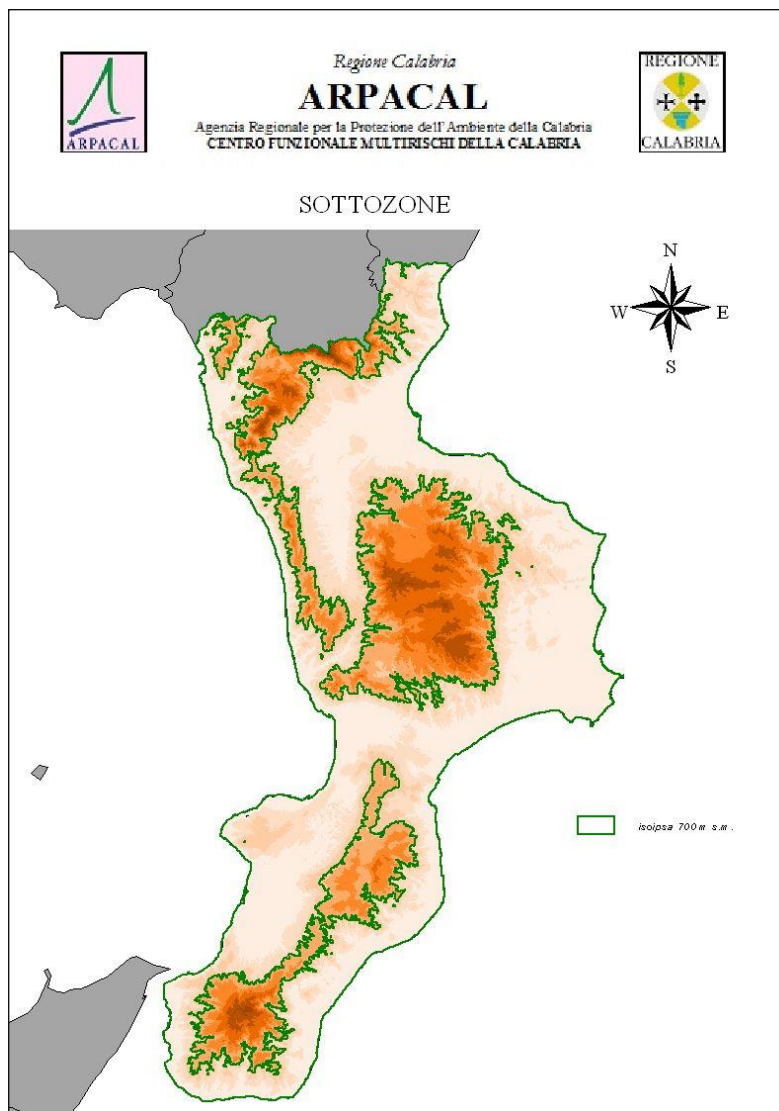 Regione Calabria
ARPACAL
Agenzia Regionale per la Protezione dell'Ambiente della Calabria
CENTRO FUNZIONALE MULTIRISCHI DELLA CALABRIA
ARPACAL
REGIONE
CALABRIA
SOTTOZONE
N
W E
S
isoipsa 700 m s.m.